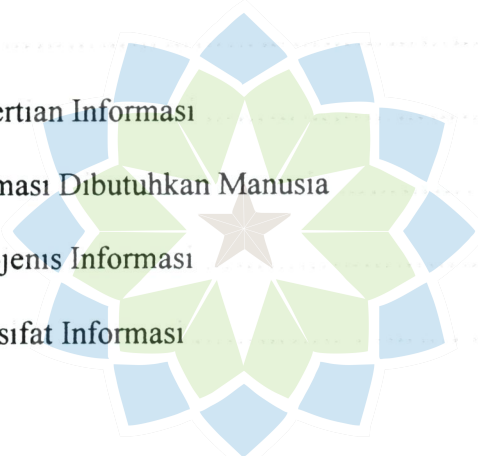 ertian Informasi
masi Dibutuhkan Manusia
jenis Informasi
sifat Informasi